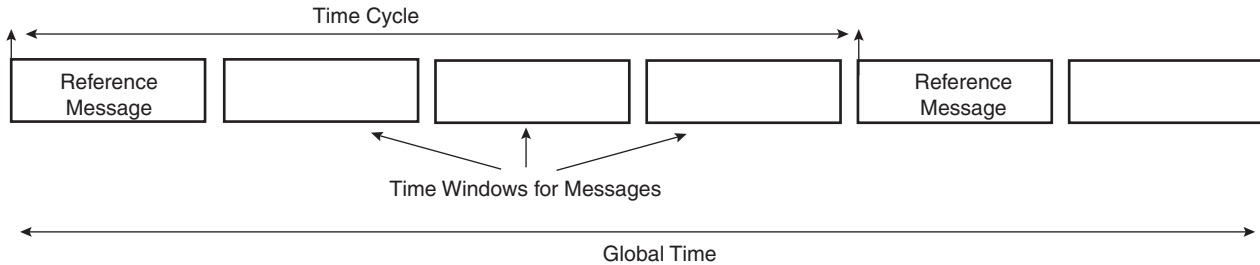 Time Cycle
Reference
Message
Reference
Message
Time Windows for Messages
Global Time